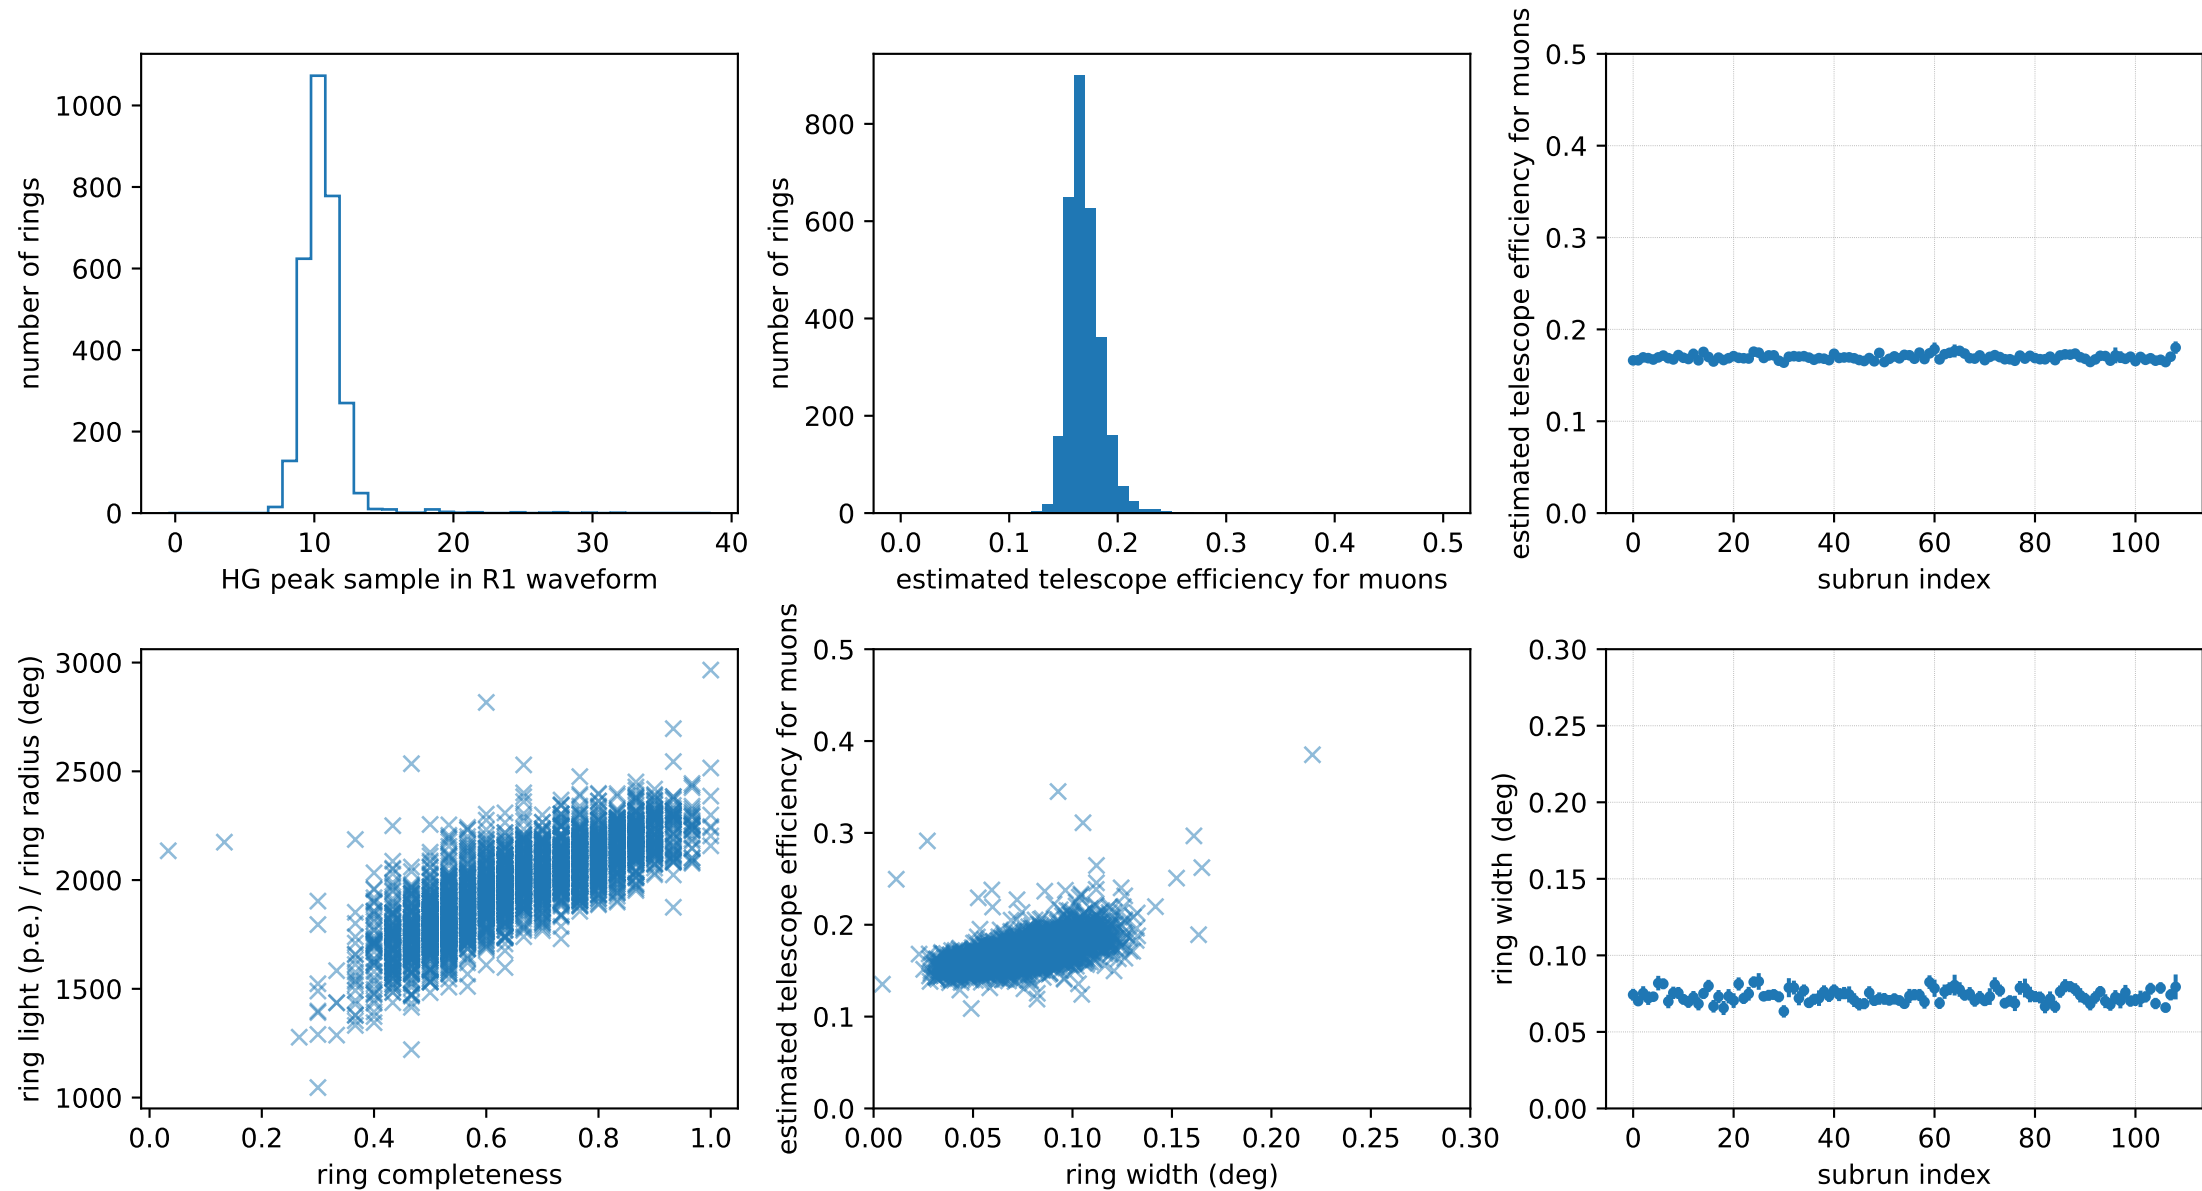 number of rings
1000
800
600
400
200
0
0 10 20 30 40
HG peak sample in R1 waveform
number of rings
800
600
400
200
0
0.0 0.1 0.2 0.3 0.4 0.5
estimated telescope efficiency for muons
estimated telescope efficiency for muons
0.5
0.4
0.3
0.2
0.1
0.0
0 20 40 60 80 100
subrun index
ring light (p.e.) / ring radius (deg)
3000
2500
2000
1500
1000
0.0 0.2 0.4 0.6 0.8 1.0
ring completeness
estimated telescope efficiency for muons
0.5
0.4
0.3
0.2
0.1
0.0
0.00 0.05 0.10 0.15 0.20 0.25 0.30
ring width (deg)
ring width (deg)
0.30
0.25
0.20
0.15
0.10
0.05
0.00
0 20 40 60 80 100
subrun index